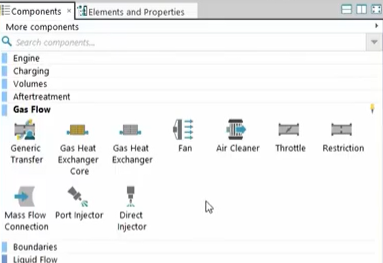 Components × Elements and Properties
More components
Search components...
Engine
Charging
Volumes
Aftertreatment
Gas Flow
Generic Transfer
Gas Heat Exchanger Core
Gas Heat Exchanger
Fan
Air Cleaner
Throttle
Restriction
Mass Flow Connection
Port Injector
Direct Injector
Boundaries
Liquid Flow